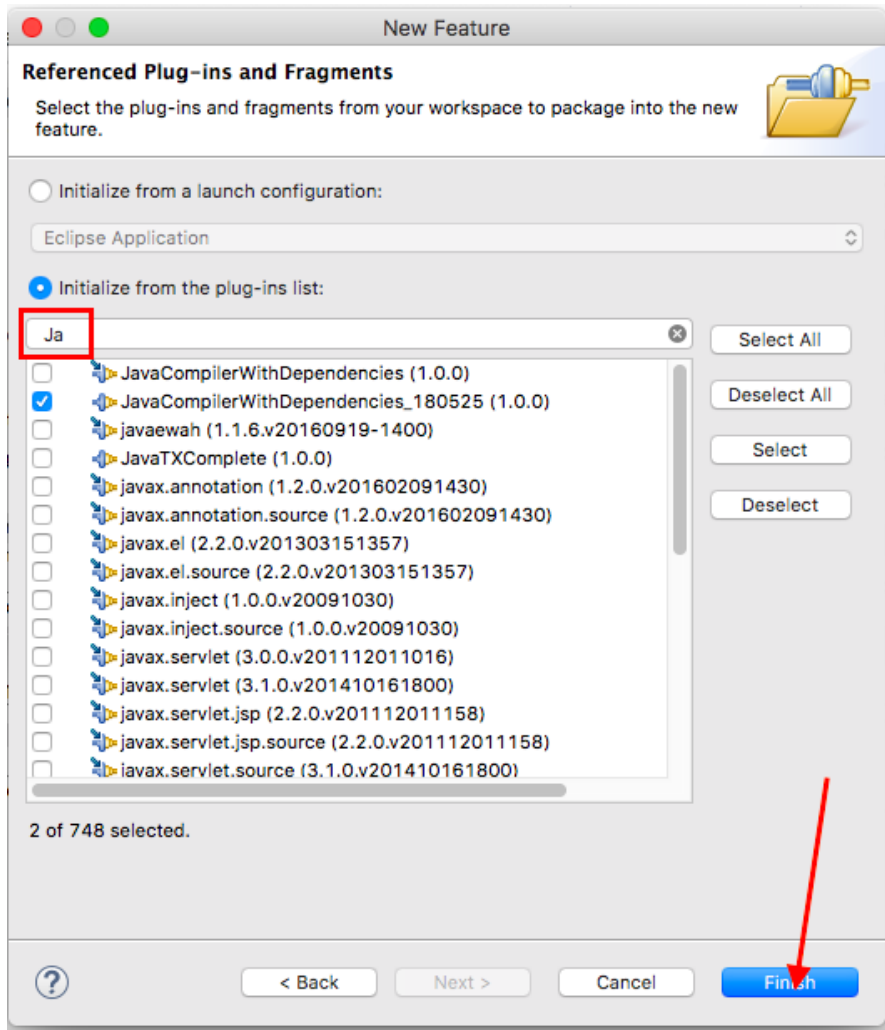 New Feature
Referenced Plug-ins and Fragments
Select the plug-ins and fragments from your workspace to package into the new
feature.
Initialize from a launch configuration:
Eclipse Application
Initialize from the plug-ins list:
Ja
Select All
JavaCompilerWithDependencies (1.0.0)
JavaCompilerWithDependencies_180525 (1.0.0)
Deselect All
javaewah (1.1.6.v20160919-1400)
Select
JavaTXComplete (1.0.0)
javax.annotation (1.2.0.v201602091430)
Deselect
javax.annotation.source (1.2.0.v201602091430)
javax.el (2.2.0.v201303151357)
javax.el.source (2.2.0.v201303151357)
javax.inject (1.0.0.v20091030)
javax.inject.source (1.0.0.v20091030)
javax.servlet (3.0.0.v201112011016)
javax.servlet (3.1.0.v201410161800)
javax.servlet.jsp (2.2.0.v201112011158)
javax.servlet.jsp.source (2.2.0.v201112011158)
javax.servlet.source (3.1.0.v201410161800)
2 of 748 selected.
?
< Back
Next >
Cancel
Finish